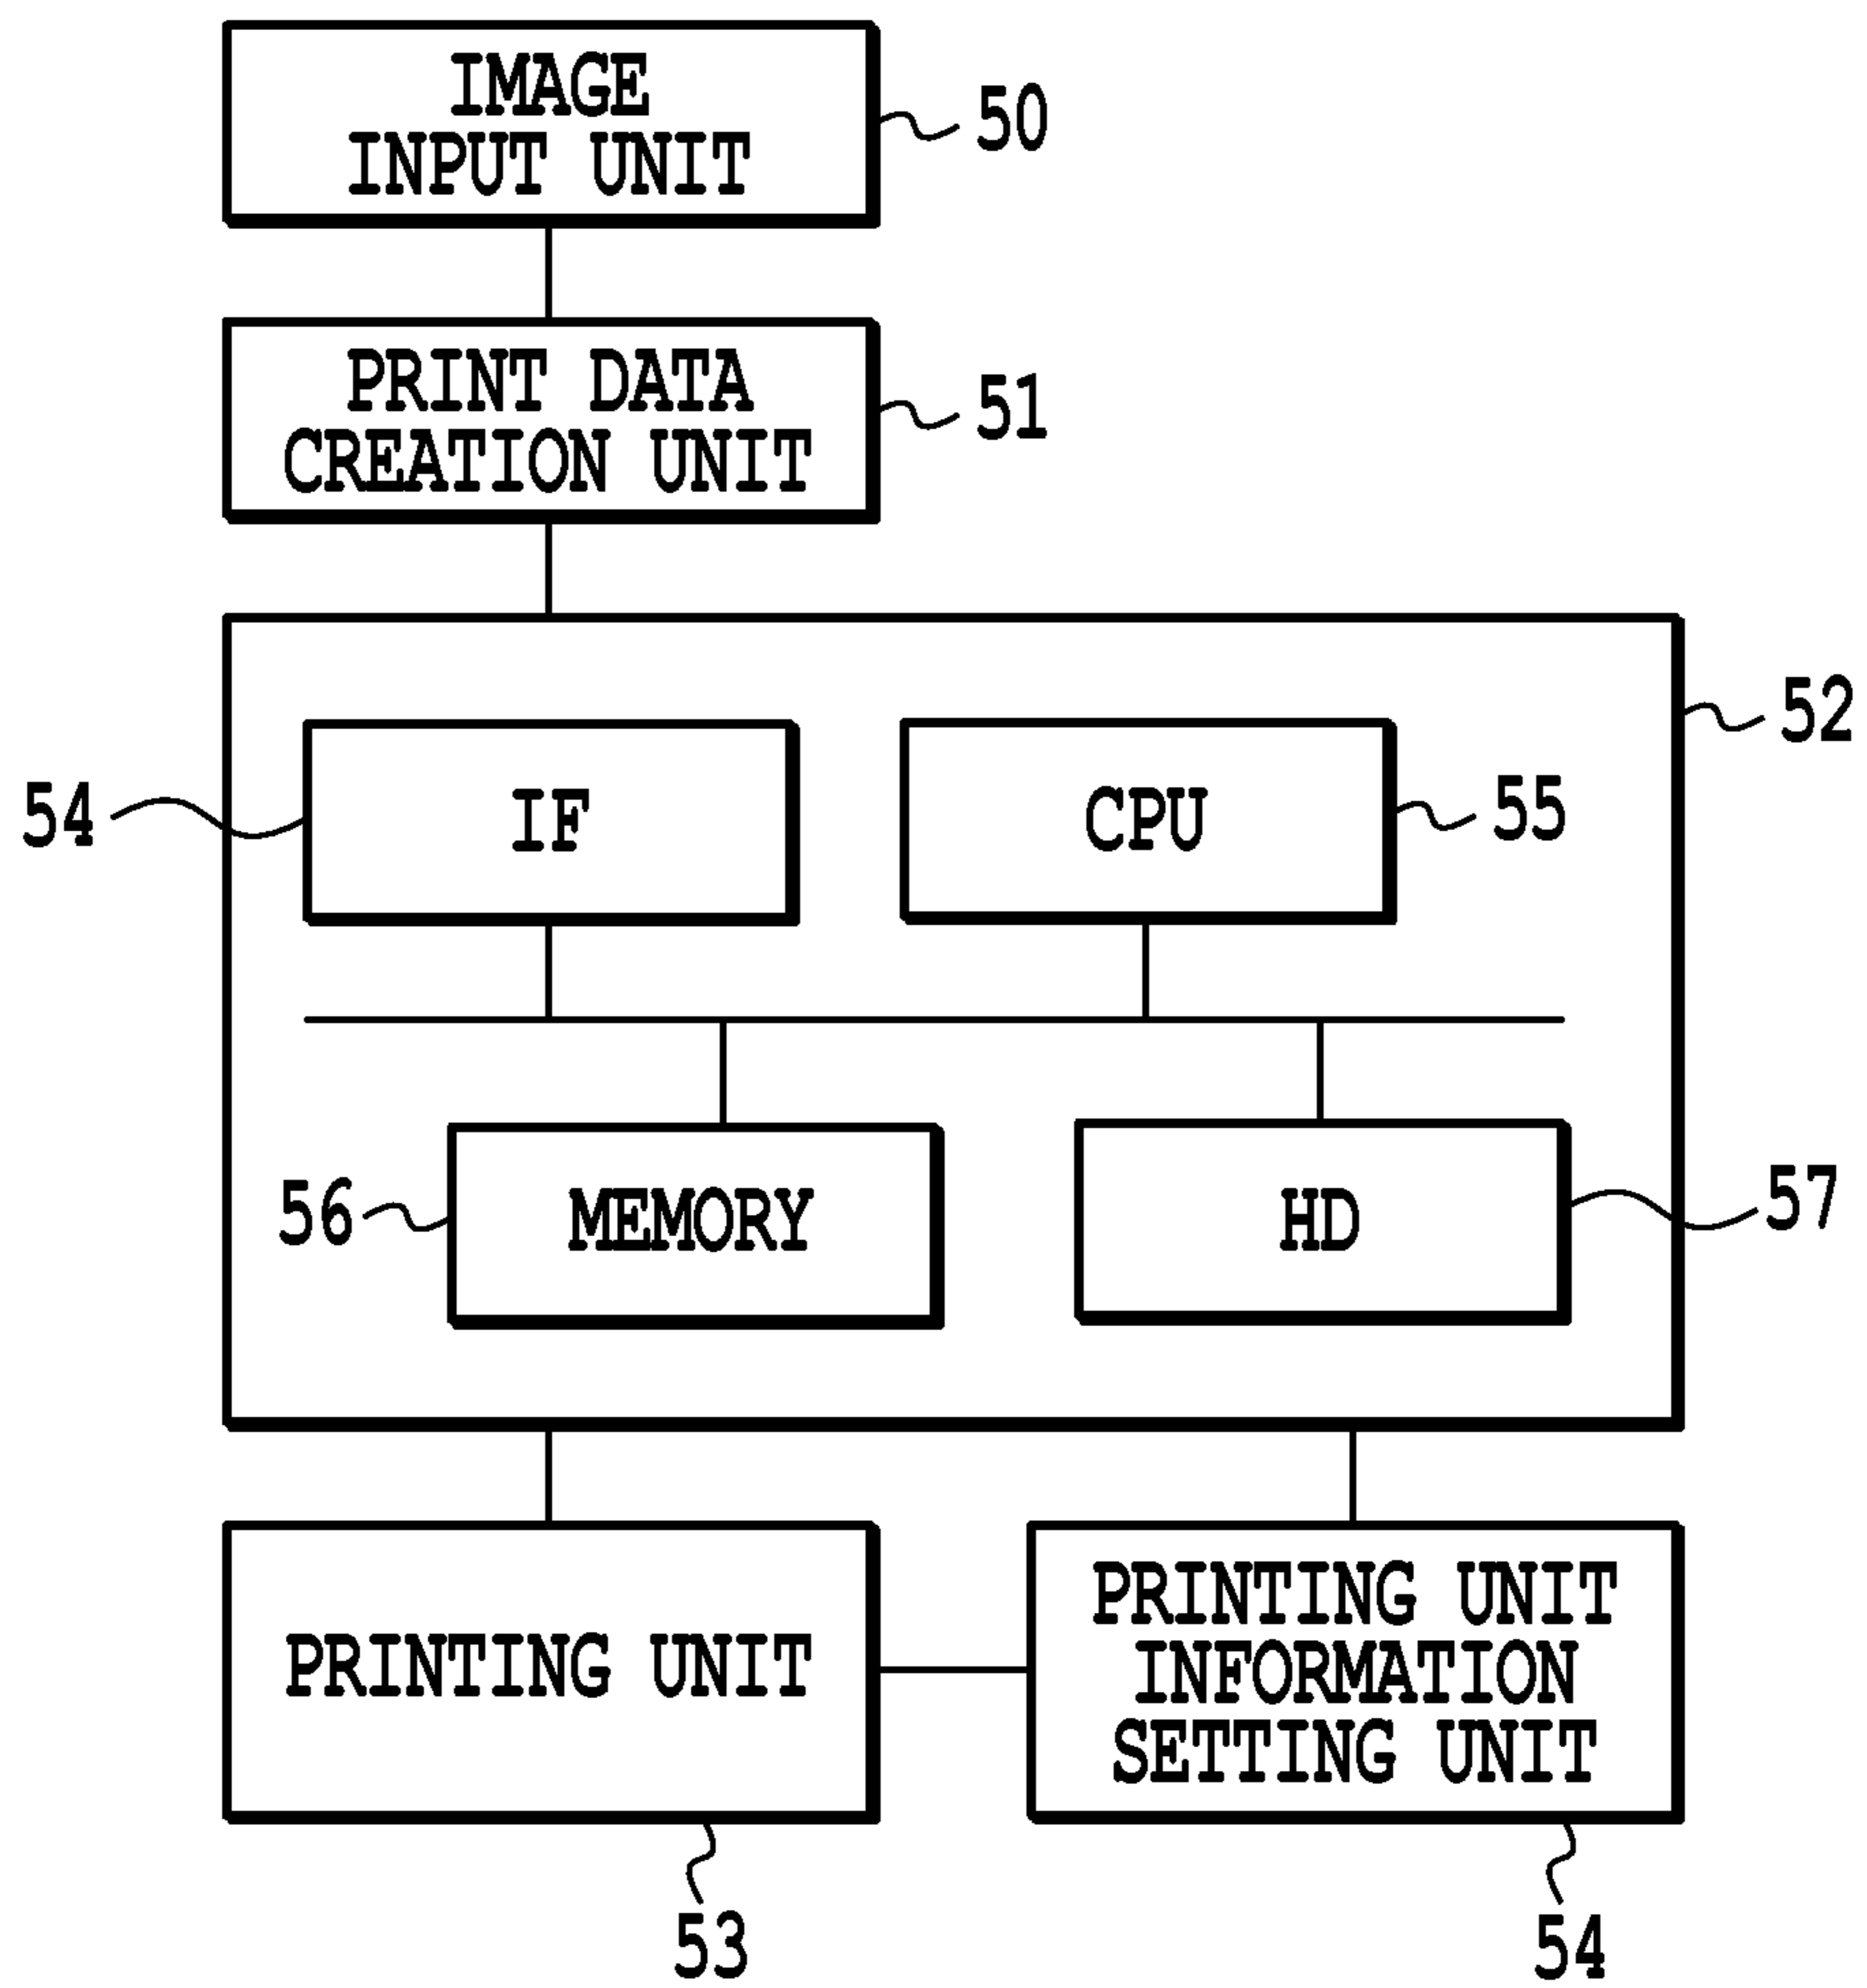 IMAGE
INPUT UNIT
50
PRINT DATA
CREATION UNIT
51
52
54
IF
CPU
55
56
MEMORY
HD
57
PRINTING UNIT
PRINTING UNIT
INFORMATION
SETTING UNIT
53
54